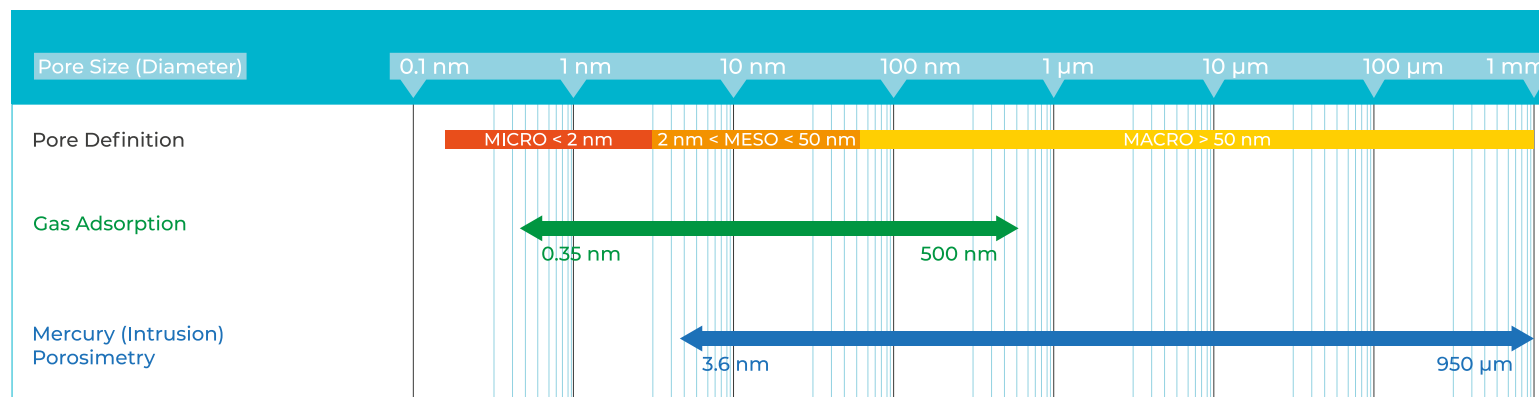 Pore Size (Diameter) 0.1 nm 1 nm 10 nm 100 nm 1 µm 10 µm 100 µm 1 mm
Pore Definition MICRO < 2 nm 2 nm < MESO < 50 nm MACRO > 50 nm
Gas Adsorption
0.35 nm 500 nm
Mercury (Intrusion)
Porosimetry
3.6 nm 950 µm